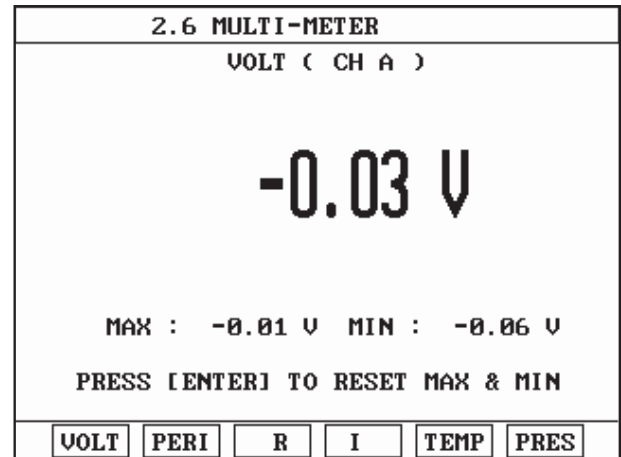 2.6 MULTI-METER
VOLT ( CH A )
-0.03 V
MAX : -0.01 V MIN : -0.06 V
PRESS [ENTER] TO RESET MAX & MIN
VOLT PERI R I TEMP PRES